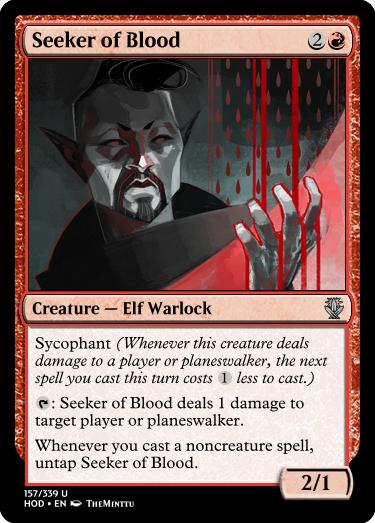 Seeker of Blood 2
Creature — Elf Warlock
Sycophant (Whenever this creature deals
damage to a player or planeswalker, the next
spell you cast this turn costs 1 less to cast.)
: Seeker of Blood deals 1 damage to
target player or planeswalker.
Whenever you cast a noncreature spell,
untap Seeker of Blood.
2/1
157/339 U
HOD • EN TheMinttu